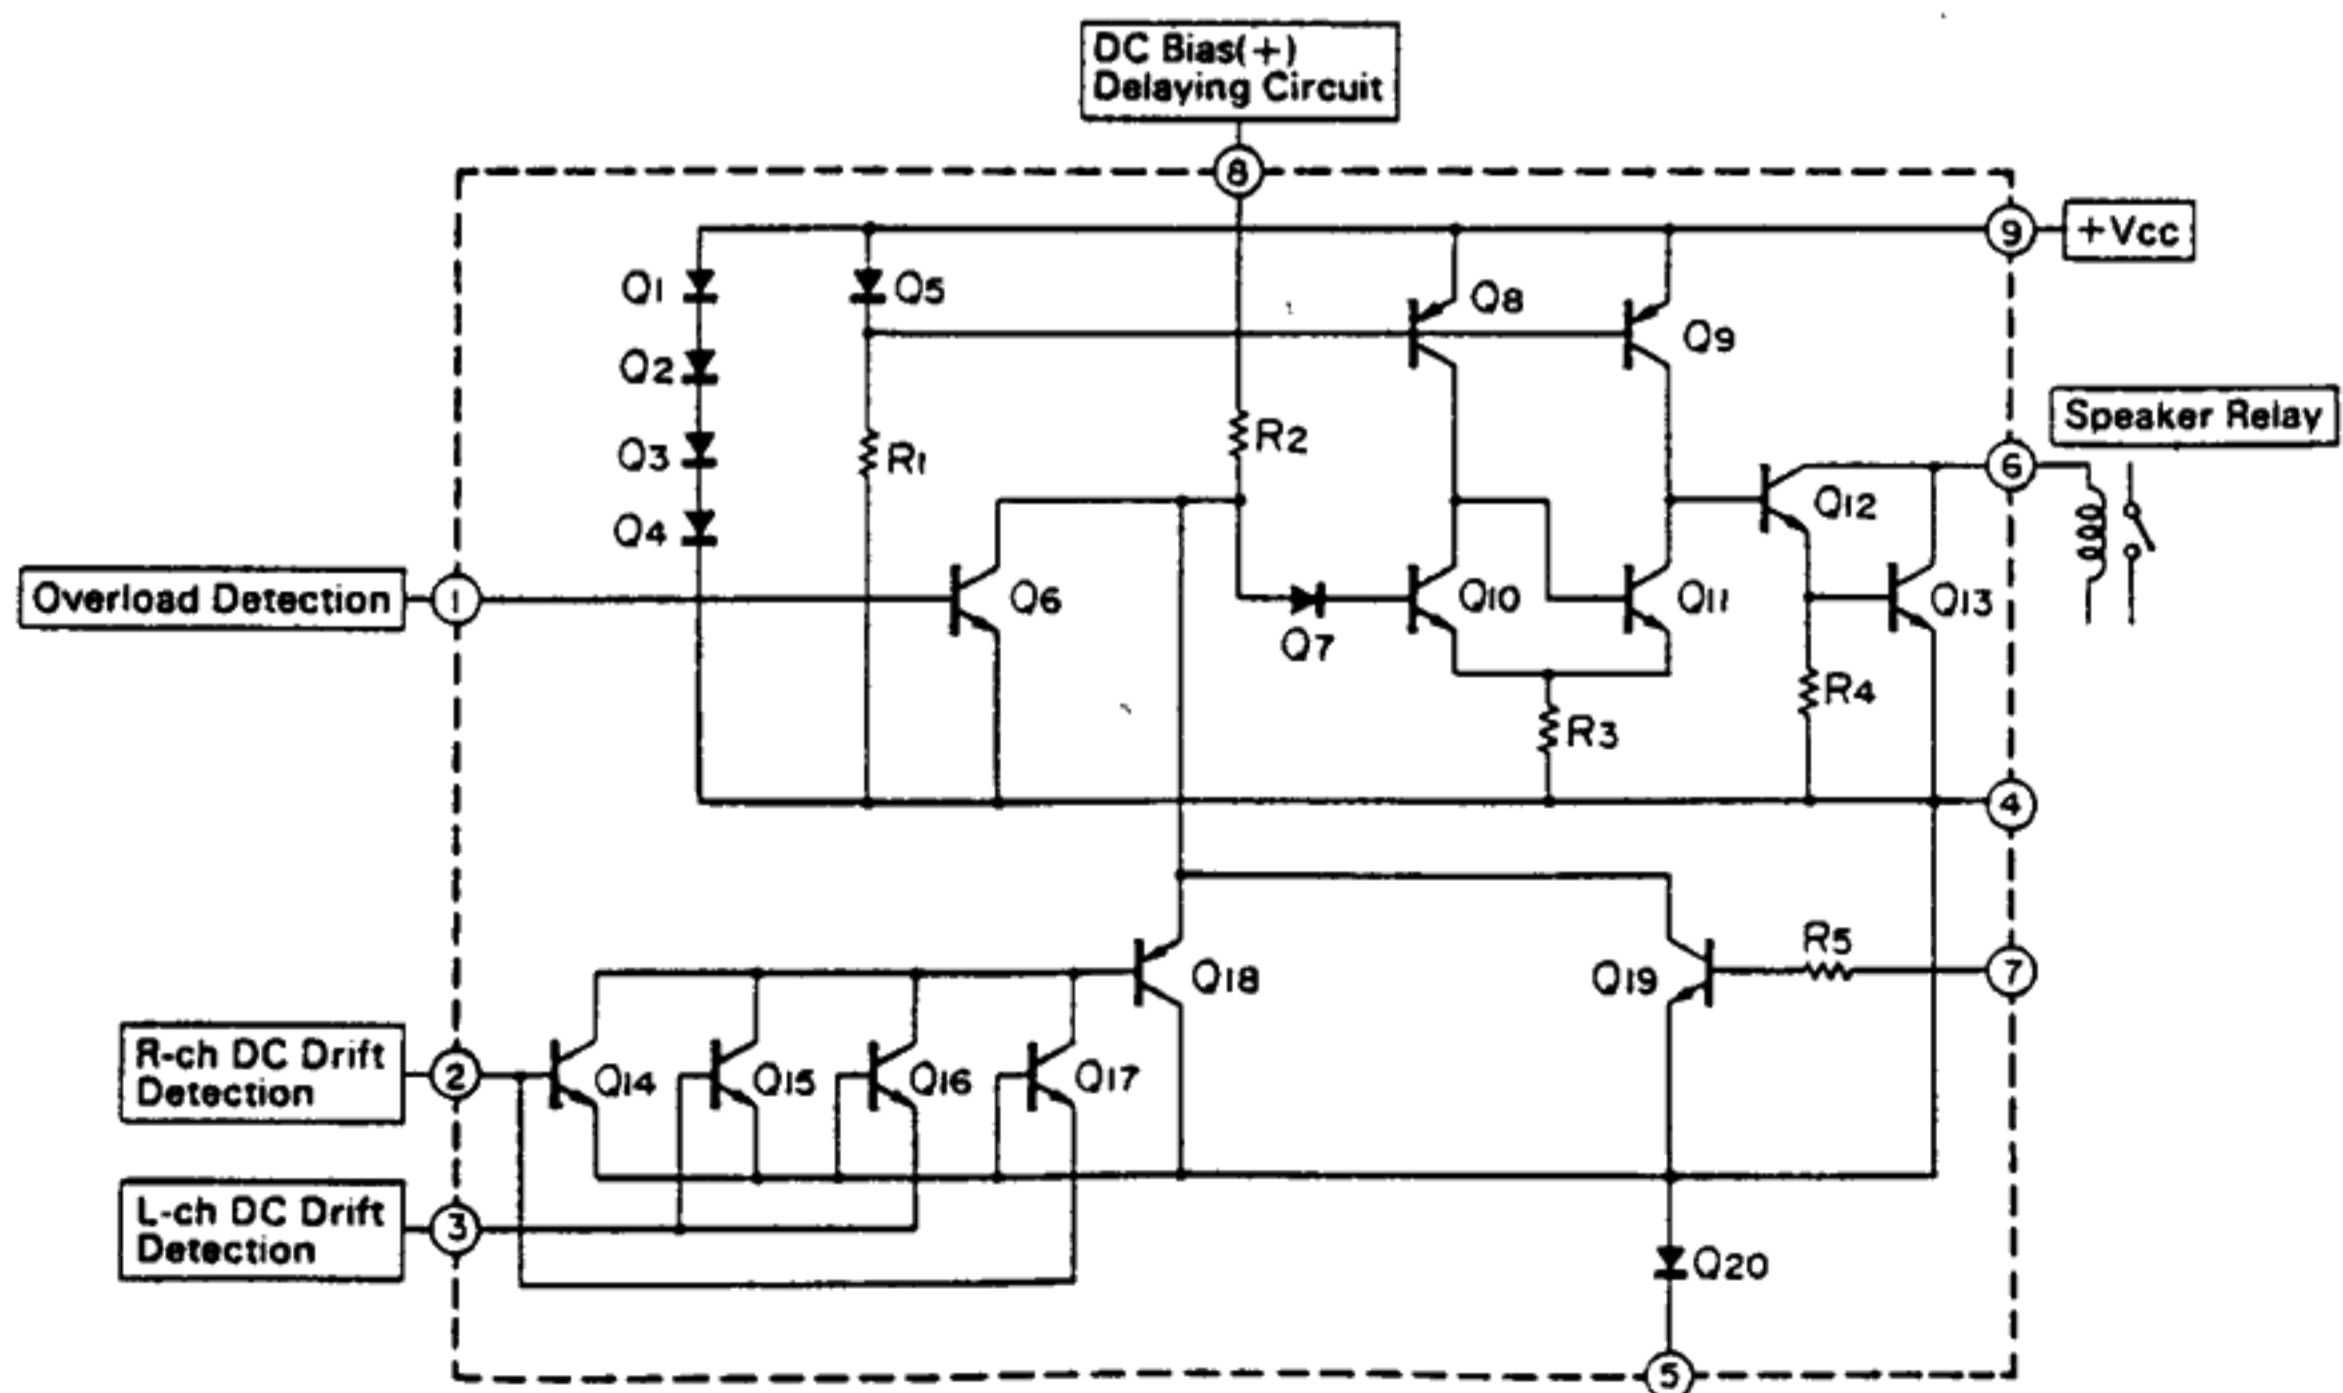 DC Bias(+)
Delaying Circuit
8
9
+Vcc
Q1
Q5
Q8
Q9
Q2
Speaker Relay
Q3
R1
R2
6
Q4
Q12
Overload Detection
1
Q6
Q7
Q10
Q11
Q13
R3
R4
4
R5
Q18
Q19
7
R-ch DC Drift
Detection
2
Q14
Q15
Q16
Q17
L-ch DC Drift
Detection
3
Q20
5